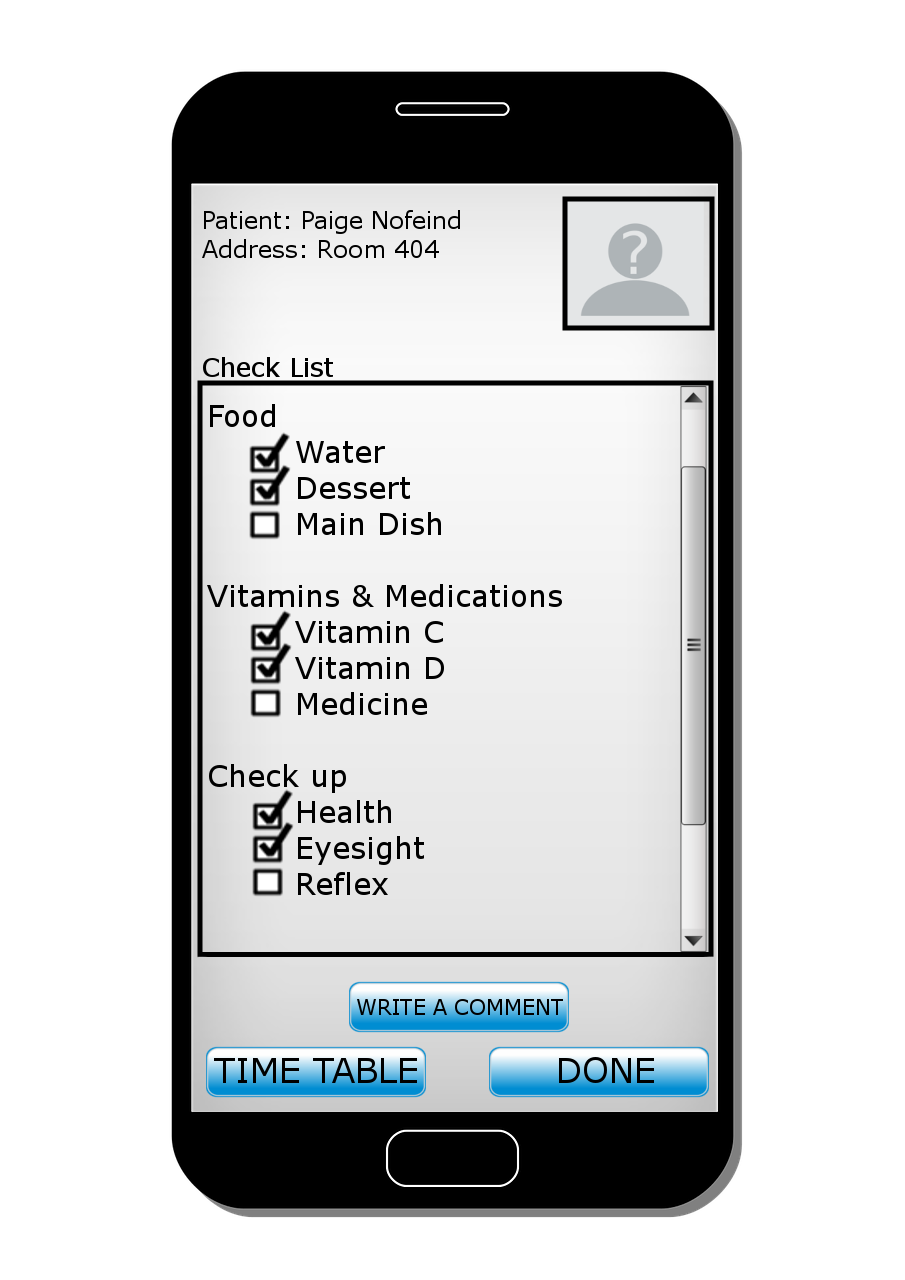 Patient: Paige Nofeind
Address: Room 404
?
Check List
Food
Water
Dessert
Main Dish
Vitamins & Medications
Vitamin C
Vitamin D
Medicine
Check up
Health
Eyesight
Reflex
WRITE A COMMENT
TIME TABLE
DONE